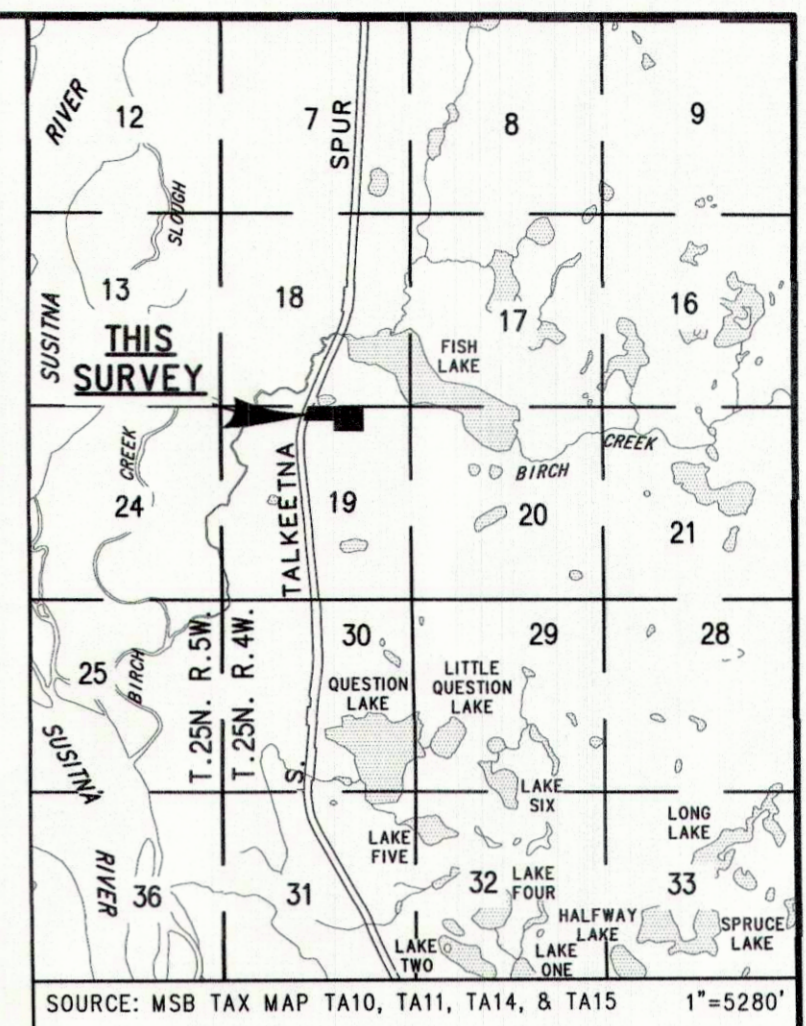 RIVER
12
7
SPUR
8
9
SLOUGH
13
18
17
16
SUSITNA
THIS
SURVEY
FISH
LAKE
CREEK
24
TALKEETNA
19
BIRCH
CREEK
20
21
25
BIRCH
T.25N. R.5W.
T.25N. R.4W.
30
29
28
QUESTION
LAKE
LITTLE
QUESTION
LAKE
SUSITNA
RIVER
S.
LAKE
SIX
LONG
LAKE
LAKE
FIVE
36
31
32
LAKE
FOUR
33
HALFWAY
LAKE
SPRUCE
LAKE
LAKE
TWO
LAKE
ONE
SOURCE: MSB TAX MAP TA10, TA11, TA14, & TA15 1"=5280'